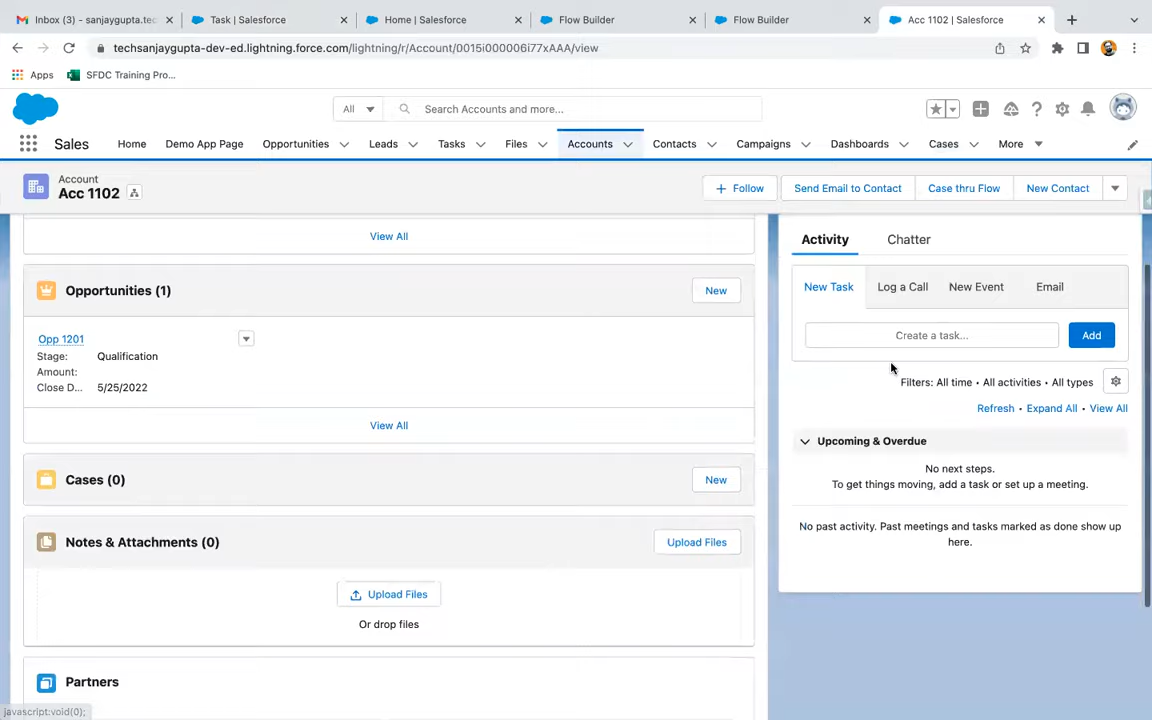 Inbox (3) - sanjaygupta.tec
Task | Salesforce
Home | Salesforce
Flow Builder
Flow Builder
Acc 1102 | Salesforce
techsanjaygupta-dev-ed.lightning.force.com/lightning/r/Account/0015i000006i77xAAA/view
Apps
SFDC Training Pro...
All
Search Accounts and more...
Sales
Home
Demo App Page
Opportunities
Leads
Tasks
Files
Accounts
Contacts
Campaigns
Dashboards
Cases
More
Account
Acc 1102
Follow
Send Email to Contact
Case thru Flow
New Contact
View All
Opportunities (1)
New
Opp 1201
Stage: Qualification
Amount:
Close D... 5/25/2022
View All
Cases (0)
New
Notes & Attachments (0)
Upload Files
Upload Files
Or drop files
Partners
Activity
Chatter
New Task
Log a Call
New Event
Email
Create a task...
Add
Filters: All time • All activities • All types
Refresh • Expand All • View All
Upcoming & Overdue
No next steps.
To get things moving, add a task or set up a meeting.
No past activity. Past meetings and tasks marked as done show up
here.
javascript:void(0);